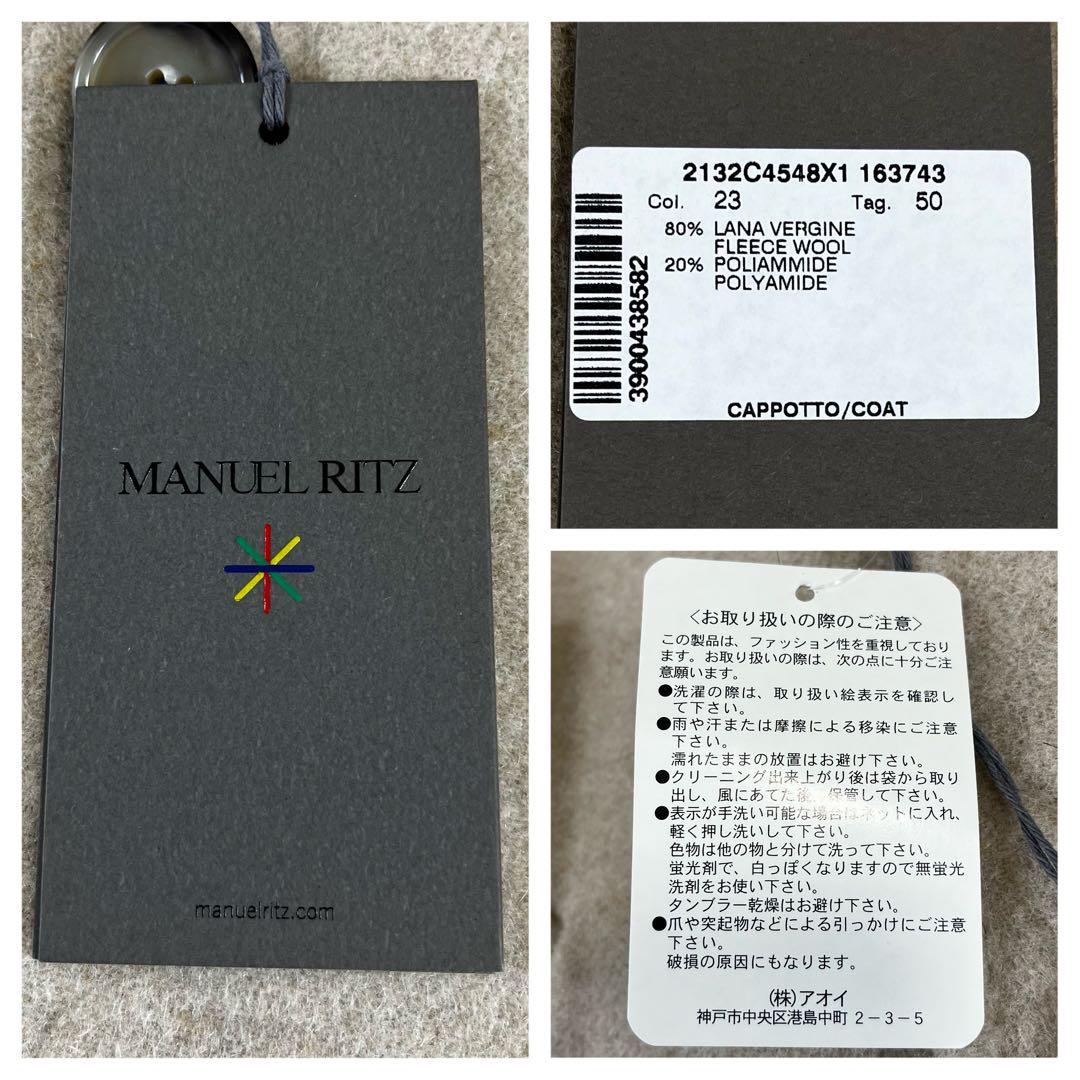 MANUEL RITZ
manuelritz.com
2132C4548X1 163743
Col. 23 Tag. 50
80% LANA VERGINE
FLEECE WOOL
20% POLIAMMIDE
POLYAMIDE
3900438582
CAPPOTTO/COAT
〈お取り扱いの際のご注意〉
この製品は、ファッション性を重視しており
ます。お取り扱いの際は、次の点に十分ご注
意願います。
●洗濯の際は、取り扱い絵表示を確認し
て下さい。
●雨や汗または摩擦による移染にご注意
下さい。
濡れたままの放置はお避け下さい。
●クリーニング出来上がり後は袋から取り
出し、風にあてた後、保管して下さい。
●表示が手洗い可能な場合はネットに入れ、
軽く押し洗いして下さい。
色物は他の物と分けて洗って下さい。
蛍光剤で、白っぽくなりますので無蛍光
洗剤をお使い下さい。
タンブラー乾燥はお避け下さい。
●爪や突起物などによる引っかけにご注意
下さい。
破損の原因にもなります。
(株)アオイ
神戸市中央区港島中町 2-3-5